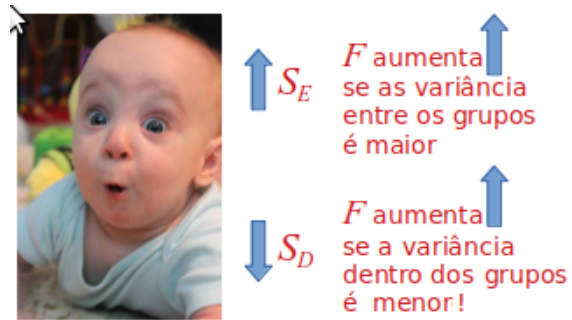 S_E
F aumenta
se as variância
entre os grupos
é maior
S_D
F aumenta
se a variância
dentro dos grupos
é menor!